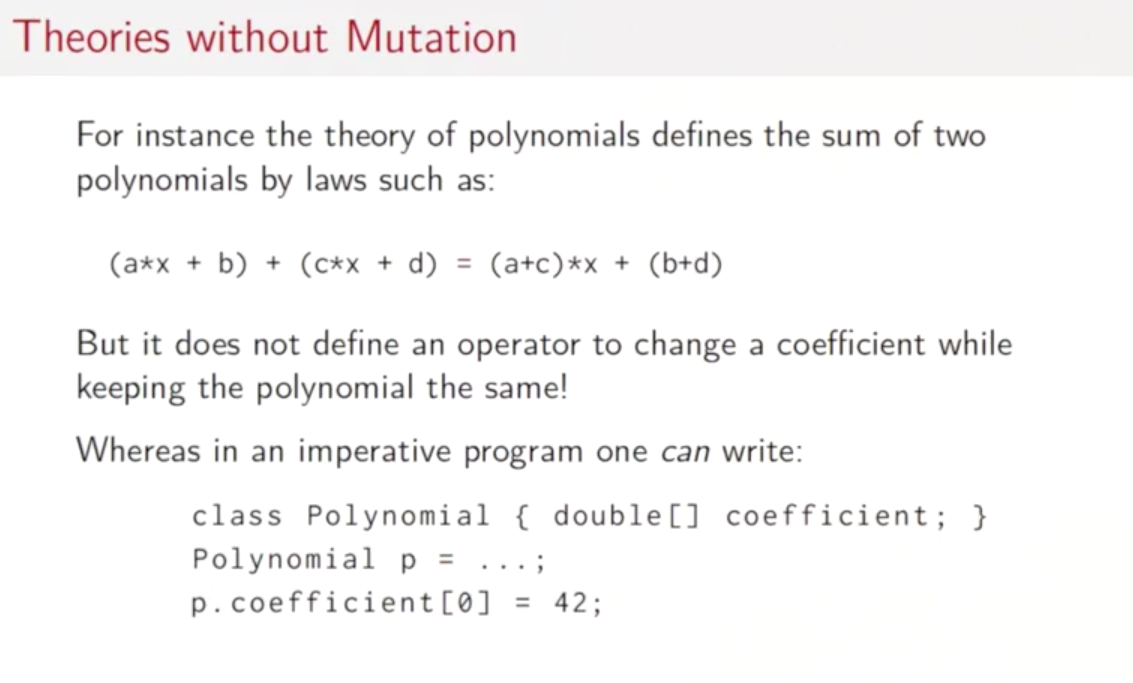 Theories without Mutation
For instance the theory of polynomials defines the sum of two
polynomials by laws such as:
(a*x + b) + (c*x + d) = (a+c)*x + (b+d)
But it does not define an operator to change a coefficient while
keeping the polynomial the same!
Whereas in an imperative program one can write:
class Polynomial { double[] coefficient; }
Polynomial p = ...;
p.coefficient[0] = 42;